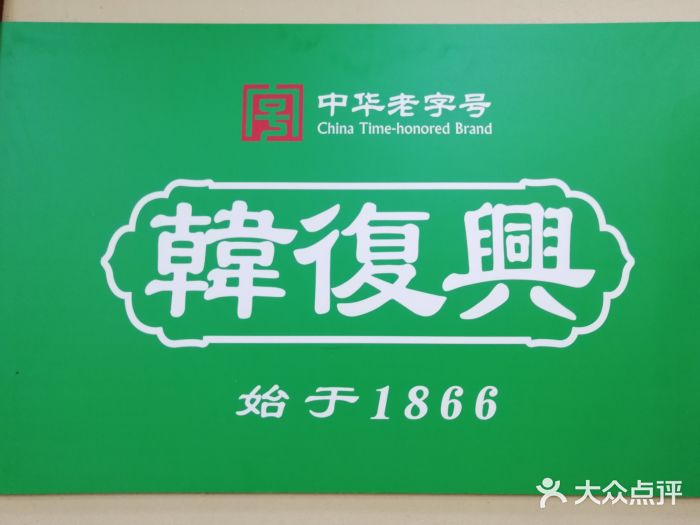 中华老字号
China Time-honored Brand
韓復興
始于1866
大众点评